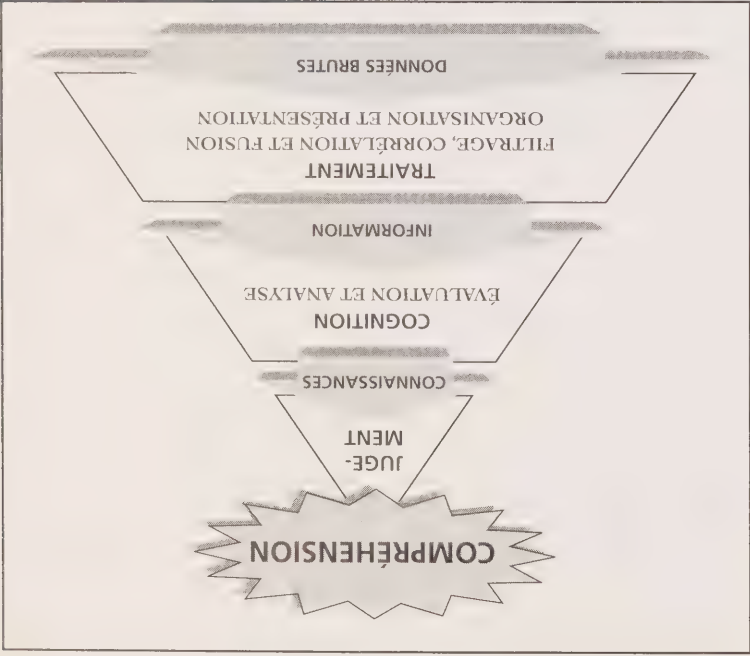 COMPRÉHENSION
JUGE-
MENT
CONNAISSANCES
COGNITION
ÉVALUATION ET ANALYSE
INFORMATION
TRAITEMENT
FILTRAGE, CORRÉLATION ET FUSION
ORGANISATION ET PRÉSENTATION
DONNÉES BRUTES